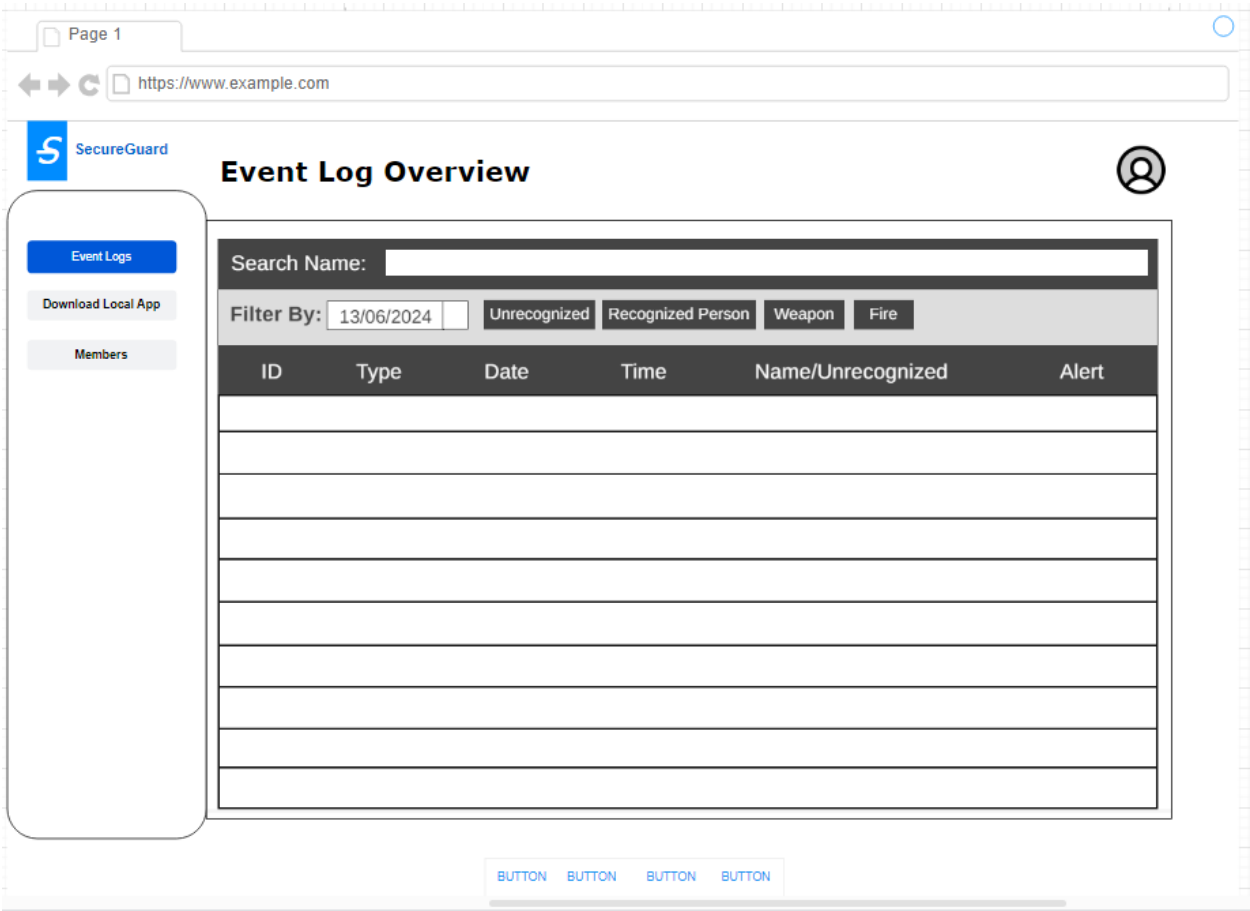 Page 1
https://www.example.com
S SecureGuard
Event Log Overview
Event Logs
Download Local App
Members
Search Name:
Filter By: 13/06/2024 Unrecognized Recognized Person Weapon Fire
ID Type Date Time Name/Unrecognized Alert
BUTTON BUTTON BUTTON BUTTON